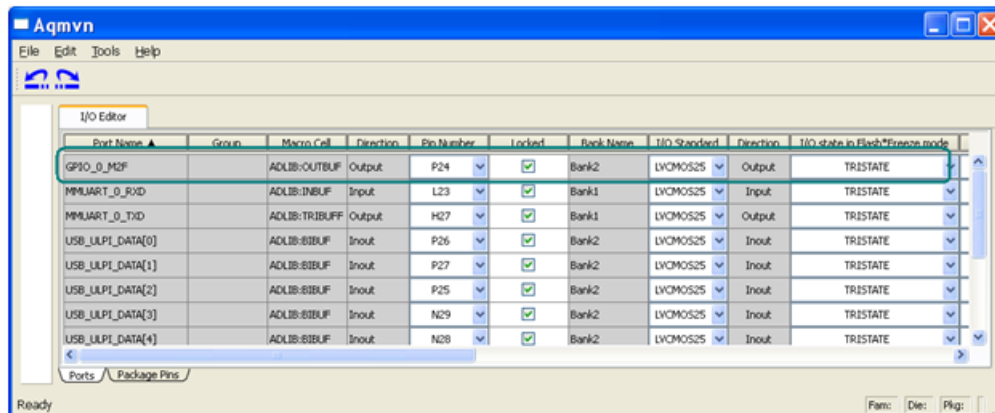 Aqmvn
File Edit Tools Help
I/O Editor
Port Name Group Macro Cell Direction Pin Number Locked Bank Name I/O Standard Direction I/O state in Flash*Freeze mode
GPIO_0_M2F ADLIB:OUTBUF Output P24 Bank2 LVCMOS25 Output TRISTATE
MMUART_0_RXD ADLIB:INBUF Input L23 Bank1 LVCMOS25 Input TRISTATE
MMUART_0_TXD ADLIB:TRIBUFF Output H27 Bank1 LVCMOS25 Output TRISTATE
USB_ULPI_DATA[0] ADLIB:BIBUF Inout P26 Bank2 LVCMOS25 Inout TRISTATE
USB_ULPI_DATA[1] ADLIB:BIBUF Inout P27 Bank2 LVCMOS25 Inout TRISTATE
USB_ULPI_DATA[2] ADLIB:BIBUF Inout P25 Bank2 LVCMOS25 Inout TRISTATE
USB_ULPI_DATA[3] ADLIB:BIBUF Inout N29 Bank2 LVCMOS25 Inout TRISTATE
USB_ULPI_DATA[4] ADLIB:BIBUF Inout N28 Bank2 LVCMOS25 Inout TRISTATE
Ports Package Pins
Ready Fam: Die: Pkg: